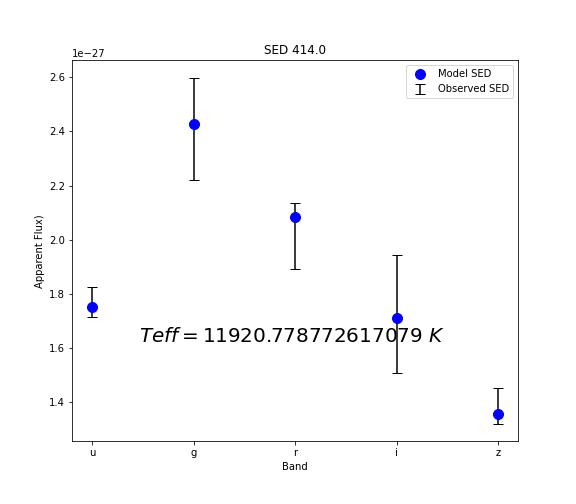 SED 414.0
1e−27
Model SED
Observed SED
2.6
2.4
2.2
2.0
1.8
1.6
1.4
Apparent Flux)
Teff = 11920.778772617079 K
u g r i z
Band